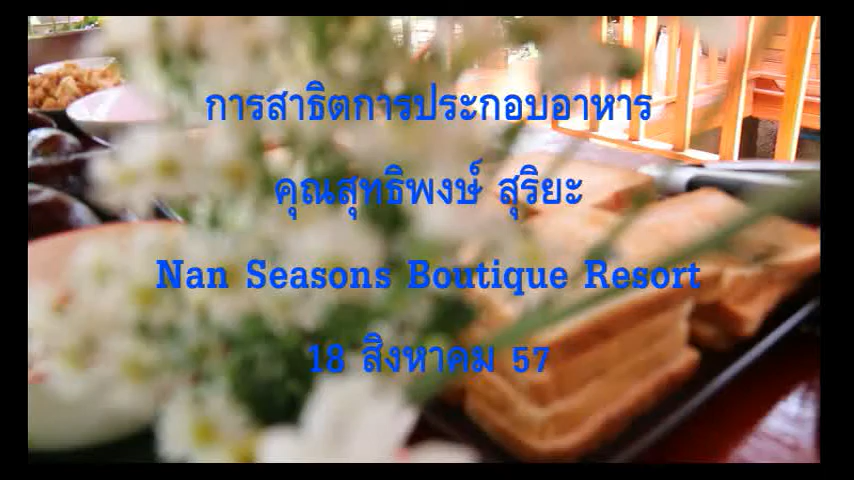 การสาธิตการประกอบอาหาร
คุณสุทธิพงษ์ สุริยะ
Nan Seasons Boutique Resort
18 สิงหาคม 57